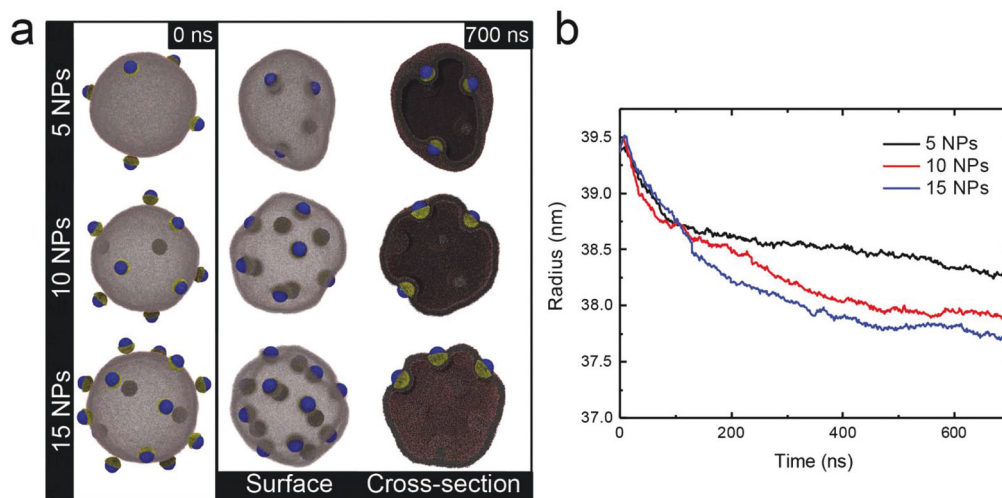 a
0 ns
700 ns
5 NPs
10 NPs
15 NPs
Surface
Cross-section
b
39.5
39.0
38.5
38.0
37.5
37.0
Radius (nm)
0
200
400
600
Time (ns)
5 NPs
10 NPs
15 NPs